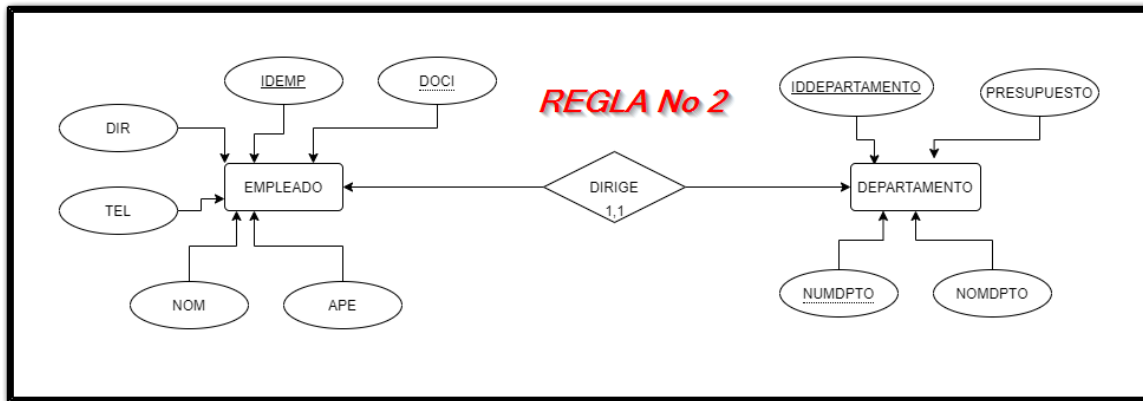 IDEMP
DOCI
REGLA No 2
IDDEPARTAMENTO
PRESUPUESTO
DIR
EMPLEADO
DIRIGE
1,1
DEPARTAMENTO
TEL
NOM
APE
NUMDPTO
NOMDPTO